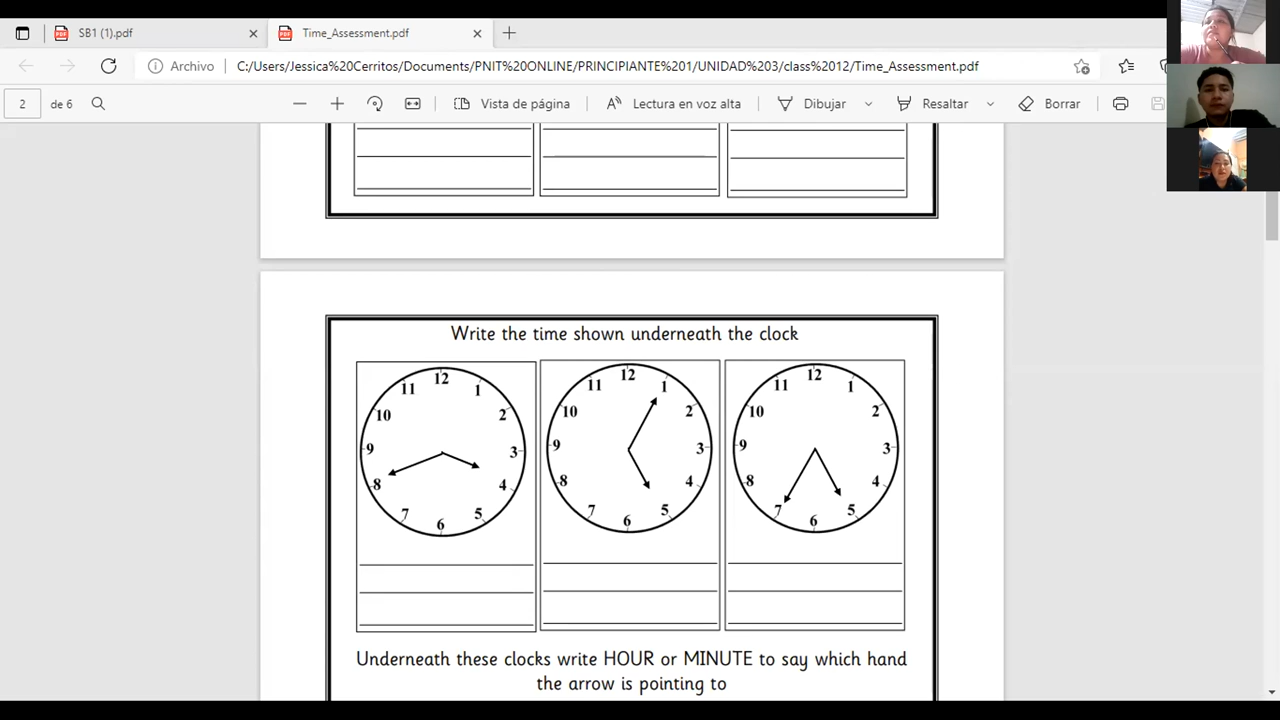 SB1 (1).pdf
Time_Assessment.pdf
Archivo
C:/Users/Jessica%20Cerritos/Documents/PNIT%20ONLINE/PRINCIPIANTE%201/UNIDAD%203/class%2012/Time_Assessment.pdf
2 de 6
Vista de página
Lectura en voz alta
Dibujar
Resaltar
Borrar
Write the time shown underneath the clock
12 1 2 3 4 5 6 7 8 9 10 11
12 1 2 3 4 5 6 7 8 9 10 11
12 1 2 3 4 5 6 7 8 9 10 11
Underneath these clocks write HOUR or MINUTE to say which hand
the arrow is pointing to